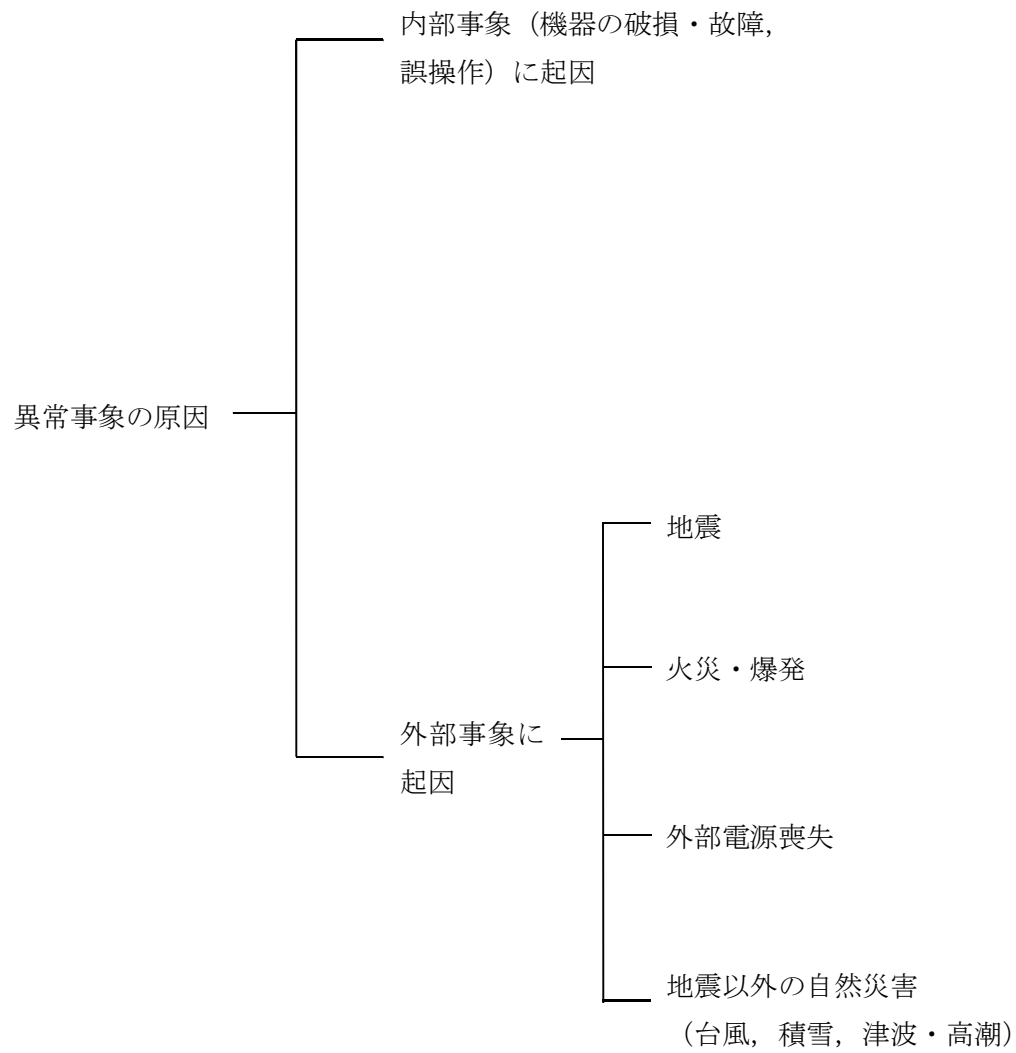 内部事象（機器の破損・故障，
誤操作）に起因
異常事象の原因
地震
火災・爆発
外部事象に
起因
外部電源喪失
地震以外の自然災害
（台風，積雪，津波・高潮）